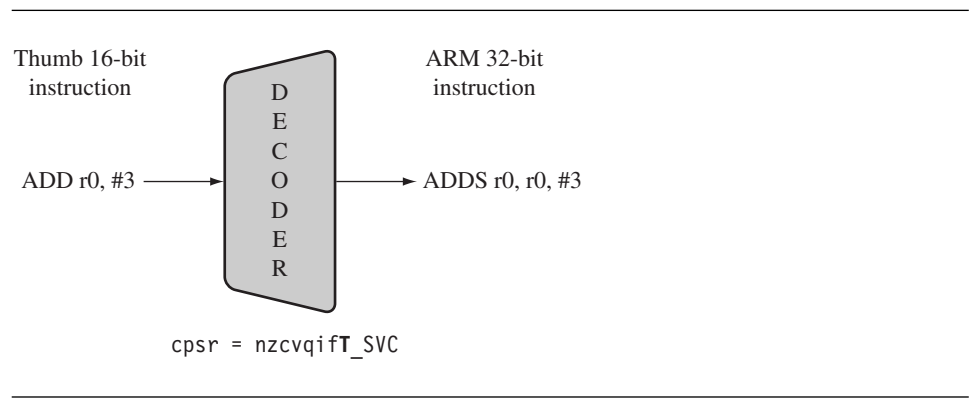 Thumb 16-bit
instruction
ARM 32-bit
instruction
D
E
C
O
D
E
R
ADD r0, #3
ADDS r0, r0, #3
cpsr = nzcvqifT_SVC